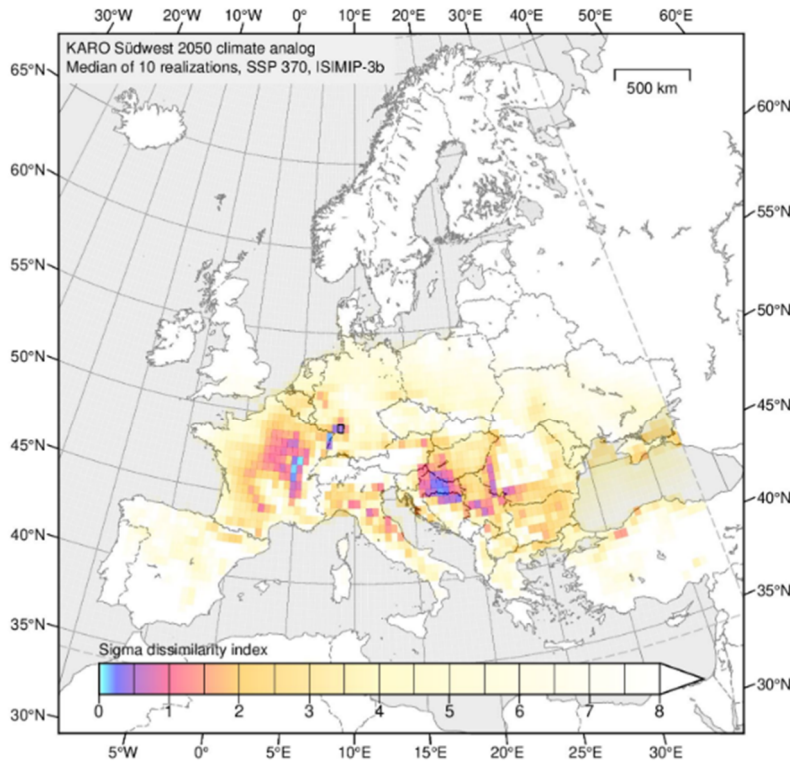 30°W 20°W 10°W 0° 10°E 20°E 30°E 40°E 50°E 60°E
KARO Südwest 2050 climate analog
Median of 10 realizations, SSP 370, ISIMIP-3b
65°N
500 km
60°N
60°N
55°N
55°N
50°N
50°N
45°N
45°N
40°N
40°N
35°N
35°N
Sigma dissimilarity index
30°N
0 1 2 3 4 5 6 7 8
30°N
5°W 0° 5°E 10°E 15°E 20°E 25°E 30°E